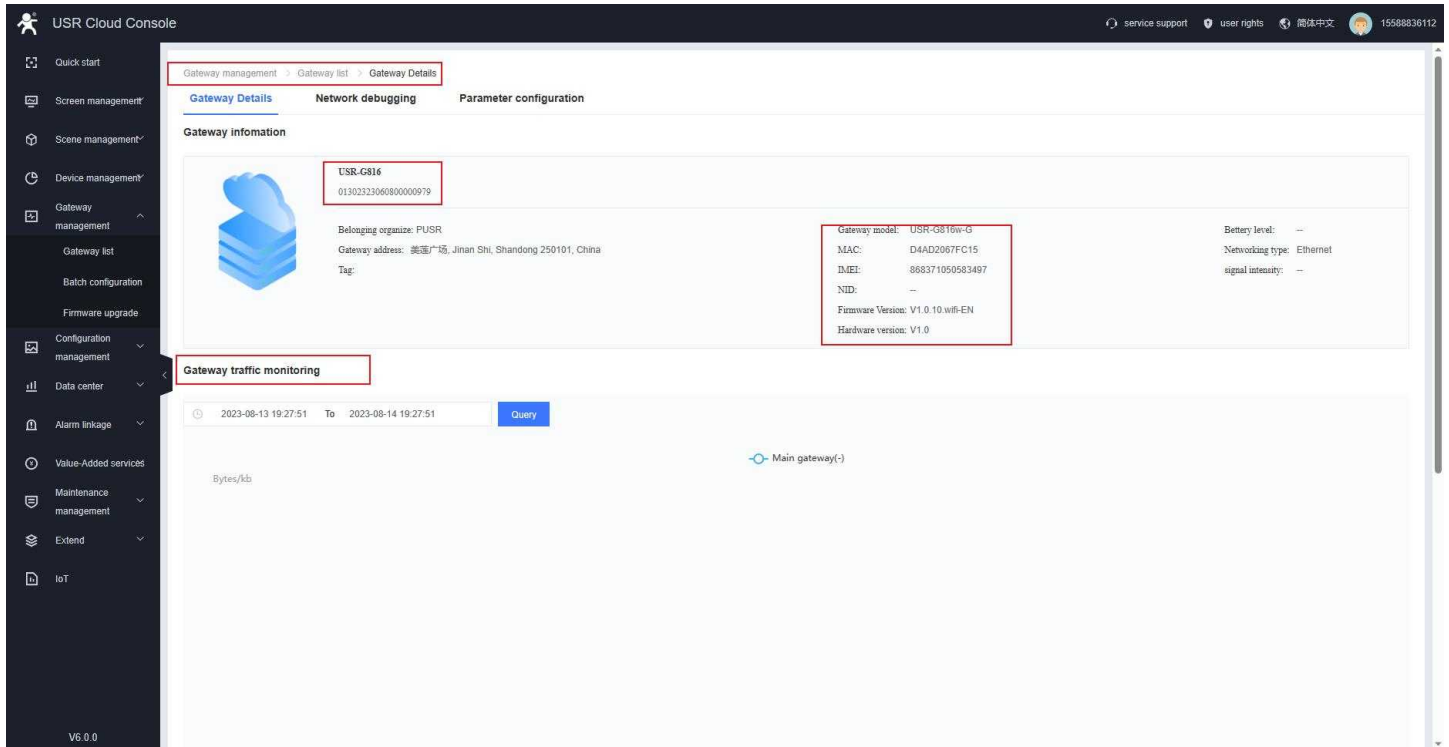 USR Cloud Console
service support
user rights
简体中文
15588836112
Quick start
Screen management
Scene management
Device management
Gateway
management
Gateway list
Batch configuration
Firmware upgrade
Configuration
management
Data center
Alarm linkage
Value-Added services
Maintenance
management
Extend
IoT
V6.0.0
Gateway management > Gateway list > Gateway Details
Gateway Details Network debugging Parameter configuration
Gateway infomation
USR-G816
01302323060800000979
Belonging organize: PUSR
Gateway address: 美莲广场, Jinan Shi, Shandong 250101, China
Tag:
Gateway model: USR-G816w-G
MAC: D4AD2067FC15
IMEI: 868371050583497
NID: --
Firmware Version: V1.0.10.wifi-EN
Hardware version: V1.0
Bettery level: --
Networking type: Ethernet
signal intensity: --
Gateway traffic monitoring
2023-08-13 19:27:51 To 2023-08-14 19:27:51 Query
Main gateway(-)
Bytes/kb